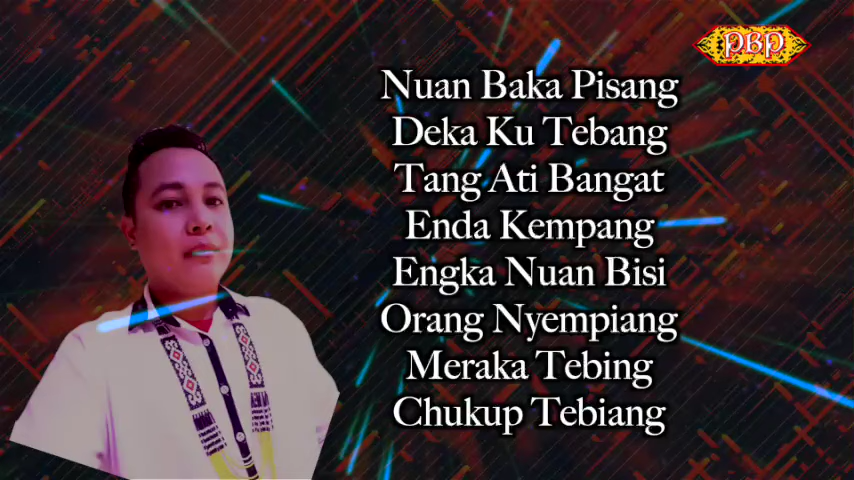 PBP
Nuan Baka Pisang
Deka Ku Tebang
Tang Ati Bangat
Enda Kempang
Engka Nuan Bisi
Orang Nyempiang
Meraka Tebing
Chukup Tebiang